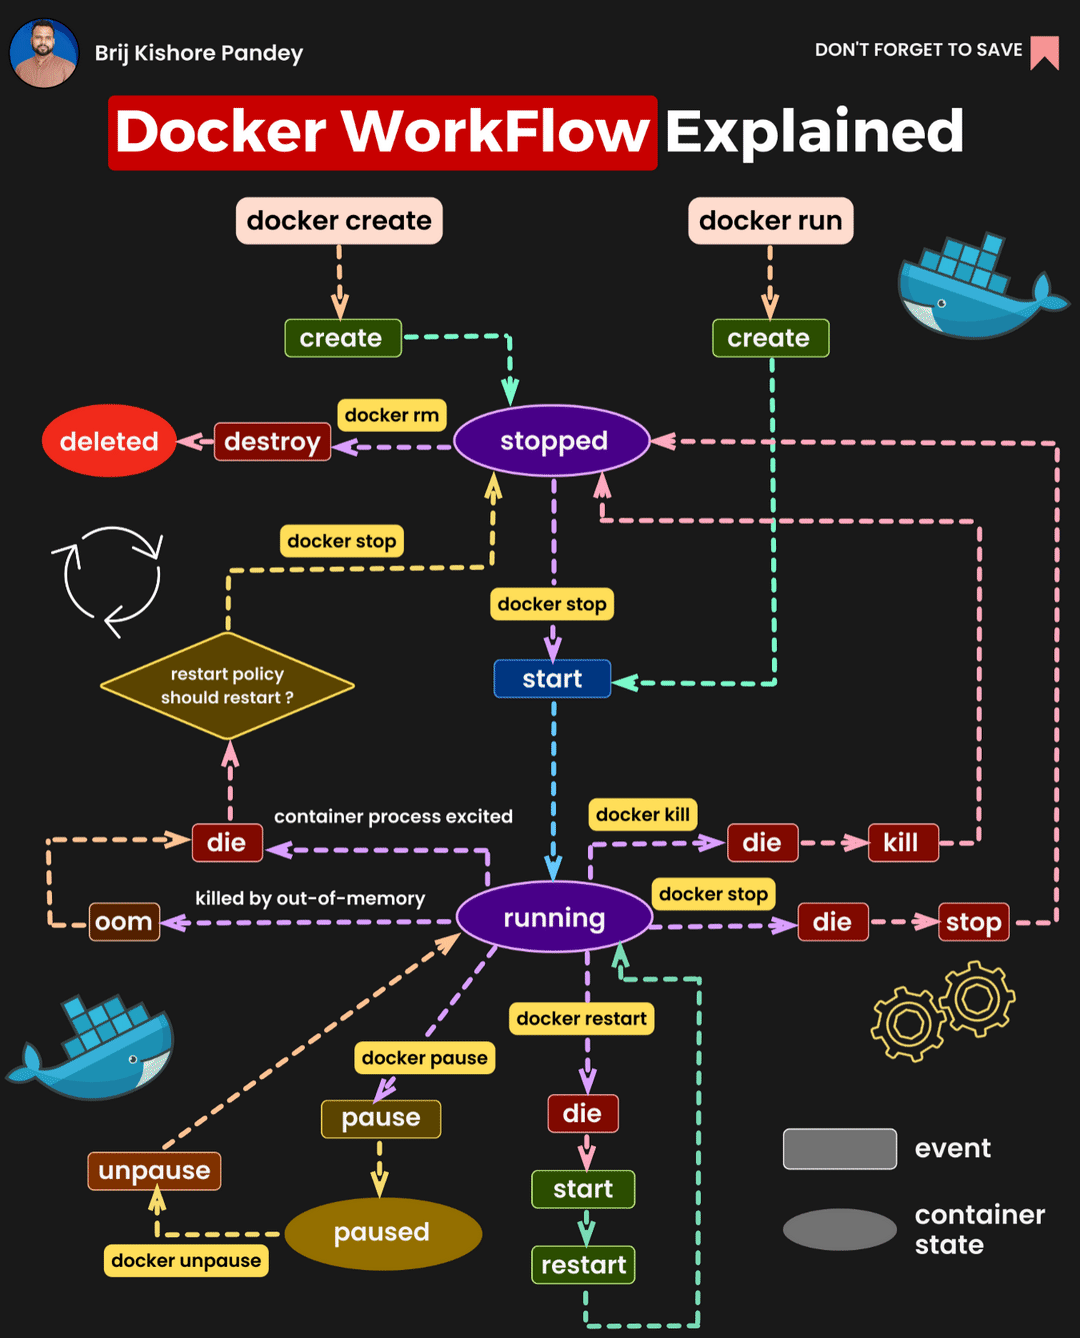 Brij Kishore Pandey
DON'T FORGET TO SAVE
Docker WorkFlow Explained
docker create
docker run
create
create
docker rm
deleted
destroy
stopped
docker stop
docker stop
restart policy
should restart ?
start
container process excited
docker kill
die
die
kill
killed by out-of-memory
docker stop
oom
running
die
stop
docker restart
docker pause
pause
die
unpause
start
paused
docker unpause
restart
event
container
state